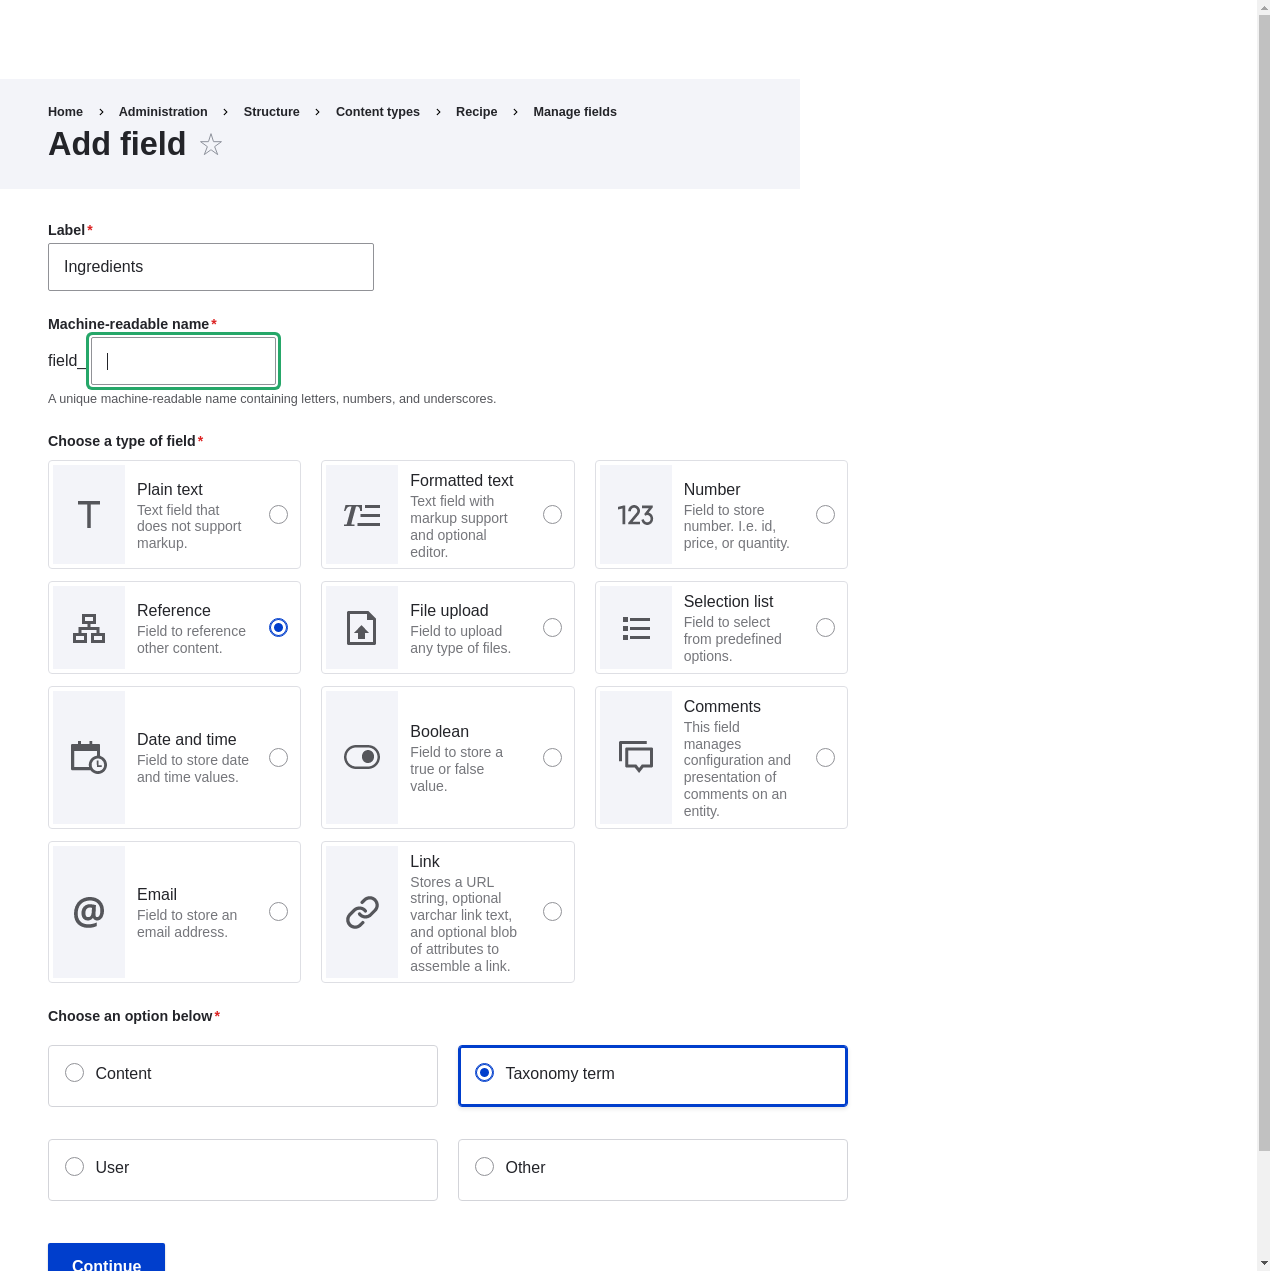 Home > Administration > Structure > Content types > Recipe > Manage fields
Add field
Label*
Ingredients
Machine-readable name*
field_
A unique machine-readable name containing letters, numbers, and underscores.
Choose a type of field*
Plain text
Text field that
does not support
markup.
Formatted text
Text field with
markup support
and optional
editor.
Number
Field to store
number. I.e. id,
price, or quantity.
123
Reference
Field to reference
other content.
File upload
Field to upload
any type of files.
Selection list
Field to select
from predefined
options.
Date and time
Field to store date
and time values.
Boolean
Field to store a
true or false
value.
Comments
This field
manages
configuration and
presentation of
comments on an
entity.
@
Email
Field to store an
email address.
Link
Stores a URL
string, optional
varchar link text,
and optional blob
of attributes to
assemble a link.
Choose an option below*
Content
Taxonomy term
User
Other
Continue